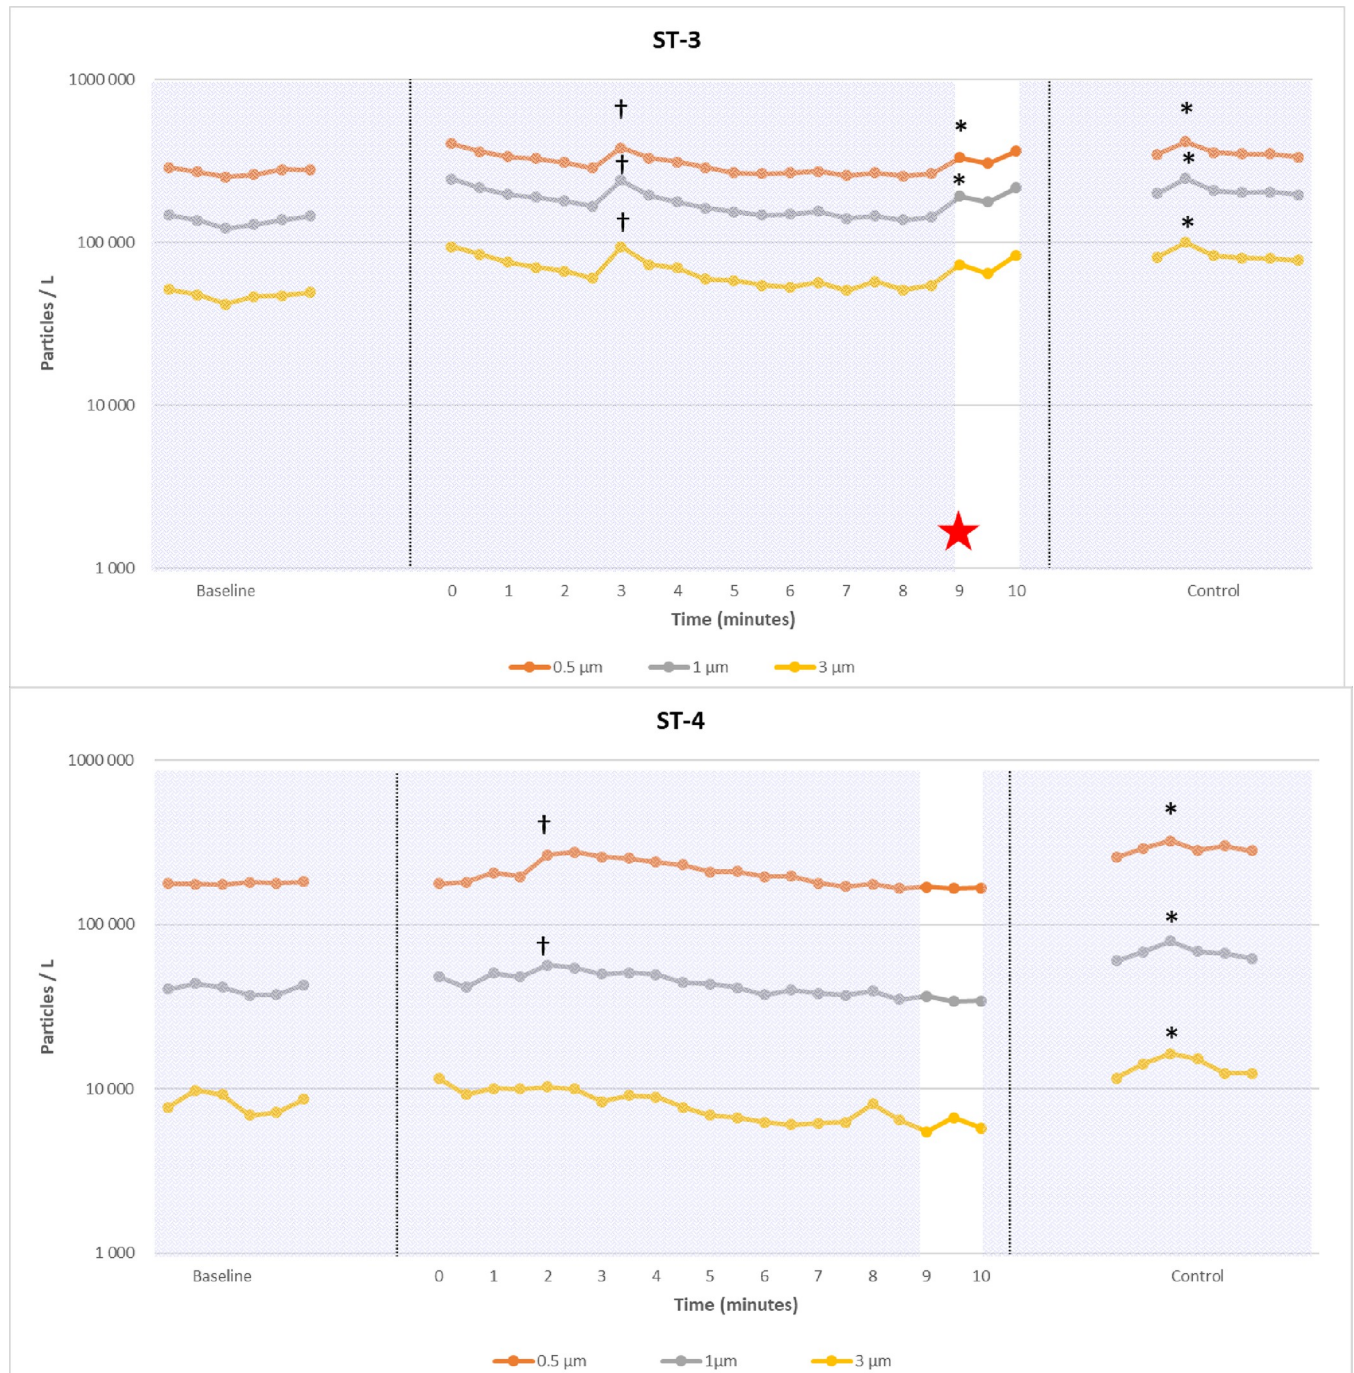 ST-3
1000 000
100 000
10 000
1 000
Particles / L
† * *
† * *
† *
Baseline 0 1 2 3 4 5 6 7 8 9 10 Control
Time (minutes)
0.5 µm 1 µm 3 µm
ST-4
1000 000
100 000
10 000
1 000
Particles / L
† *
† *
*
Baseline 0 1 2 3 4 5 6 7 8 9 10 Control
Time (minutes)
0.5 µm 1µm 3 µm